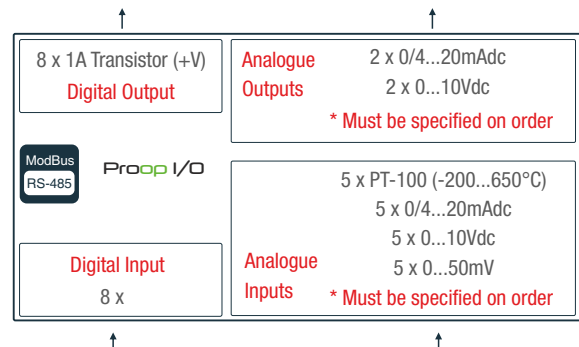 8 x 1A Transistor (+V)
Digital Output
Analogue
Outputs
2 x 0/4...20mAdc
2 x 0...10Vdc
* Must be specified on order
ModBus
RS-485
Proop I/O
Digital Input
8 x
Analogue
Inputs
5 x PT-100 (-200...650°C)
5 x 0/4...20mAdc
5 x 0...10Vdc
5 x 0...50mV
* Must be specified on order